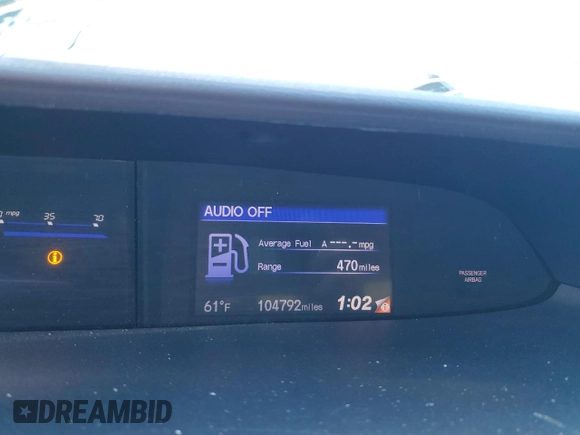 mpg 35 70
AUDIO OFF
Average Fuel A ---.- mpg
Range 470 miles
PASSENGER
AIRBAG
61°F 104792 miles 1:02
DREAMBID